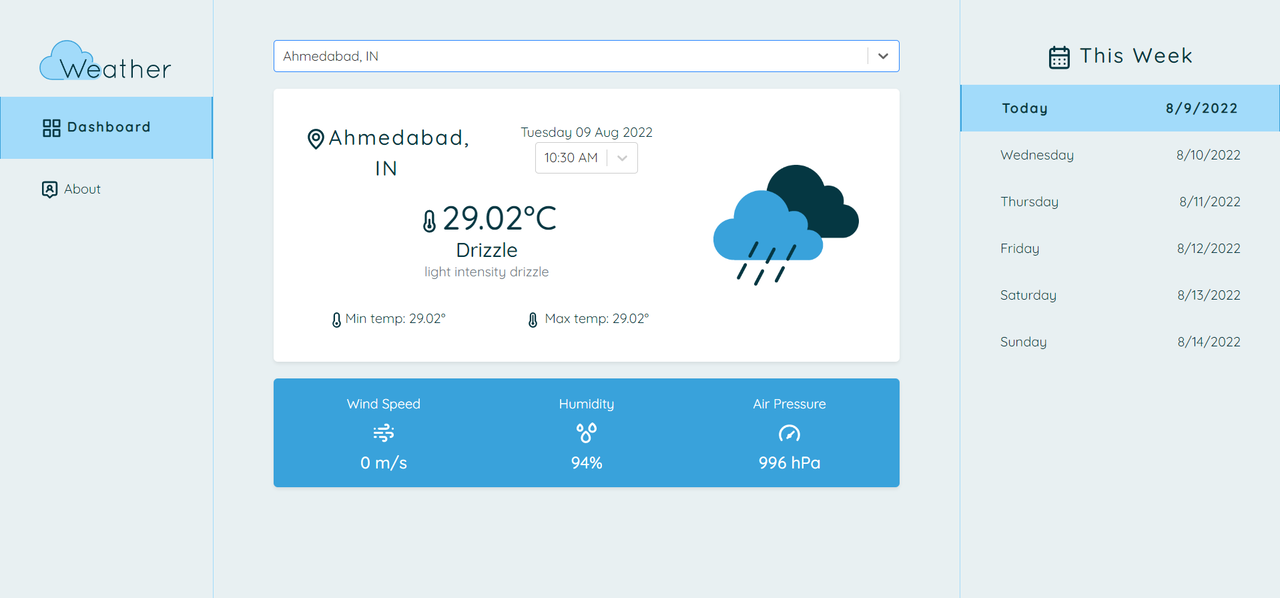 Weather
Dashboard
About
Ahmedabad, IN
Ahmedabad,
IN
Tuesday 09 Aug 2022
10:30 AM
29.02°C
Drizzle
light intensity drizzle
Min temp: 29.02°
Max temp: 29.02°
Wind Speed
0 m/s
Humidity
94%
Air Pressure
996 hPa
This Week
Today 8/9/2022
Wednesday 8/10/2022
Thursday 8/11/2022
Friday 8/12/2022
Saturday 8/13/2022
Sunday 8/14/2022